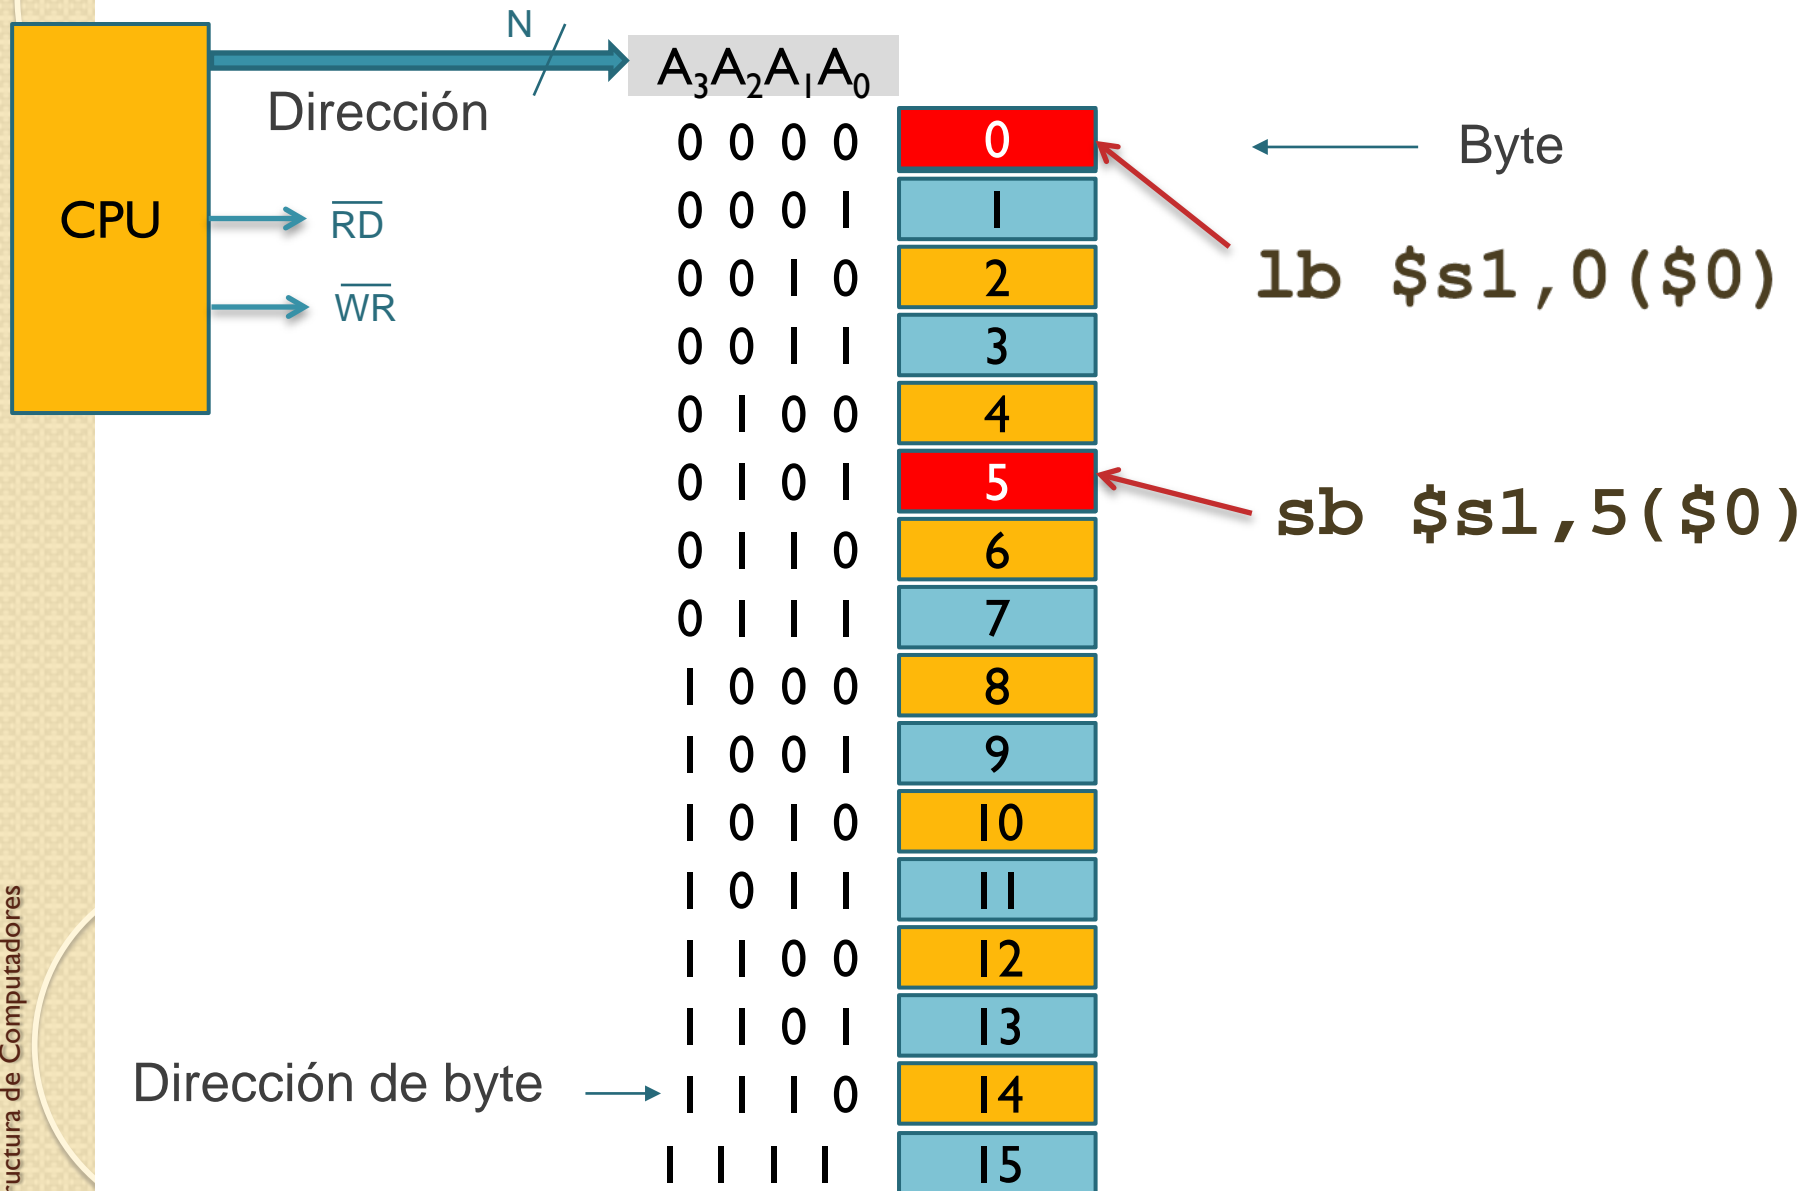 N
A3A2A1A0
Dirección
CPU
RD
WR
0 0 0 0 0
Byte
0 0 0 1 1
lb $s1,0($0)
0 0 1 0 2
0 0 1 1 3
0 1 0 0 4
0 1 0 1 5
sb $s1,5($0)
0 1 1 0 6
0 1 1 1 7
1 0 0 0 8
1 0 0 1 9
1 0 1 0 10
1 0 1 1 11
1 1 0 0 12
1 1 0 1 13
Dirección de byte
1 1 1 0 14
1 1 1 1 15
de Computadores